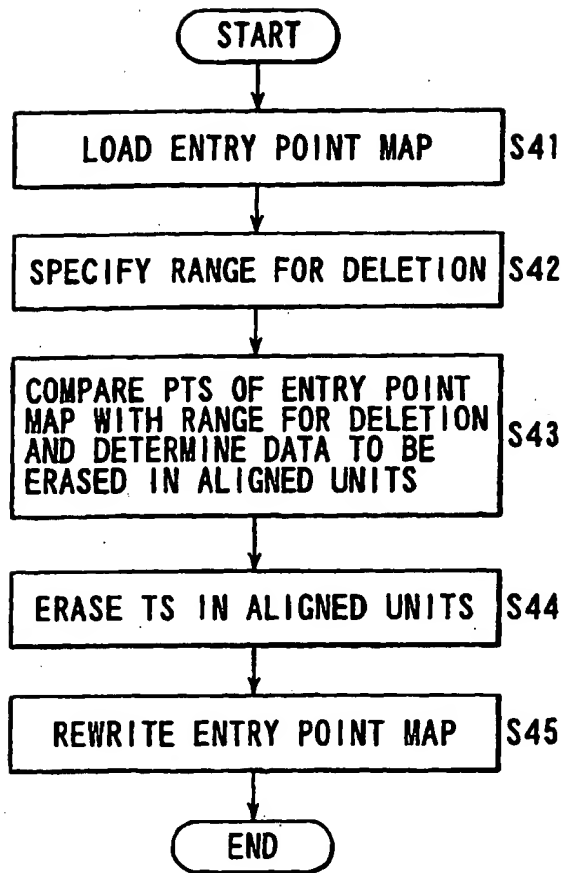 START
LOAD ENTRY POINT MAP S41
SPECIFY RANGE FOR DELETION S42
COMPARE PTS OF ENTRY POINT
MAP WITH RANGE FOR DELETION
AND DETERMINE DATA TO BE
ERASED IN ALIGNED UNITS
S43
ERASE TS IN ALIGNED UNITS S44
REWRITE ENTRY POINT MAP S45
END